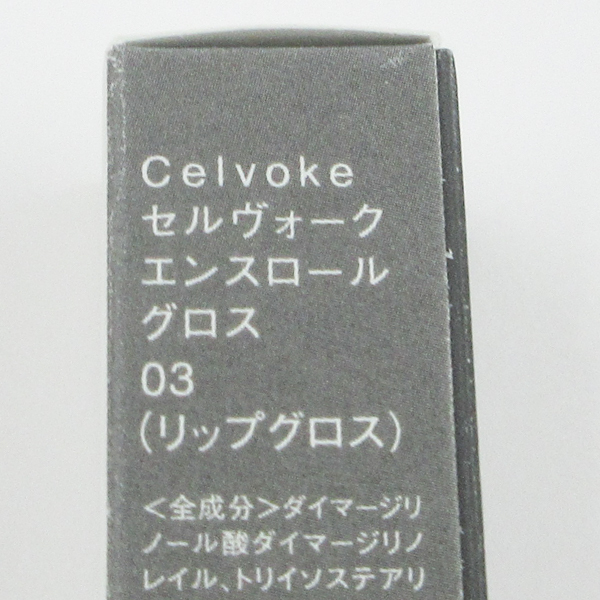 Celvoke
セルヴォーク
エンスロール
グロス
03
(リップグロス)
<全成分>ダイマージリ
ノール酸ダイマージリノ
レイル、トリイソステアリ